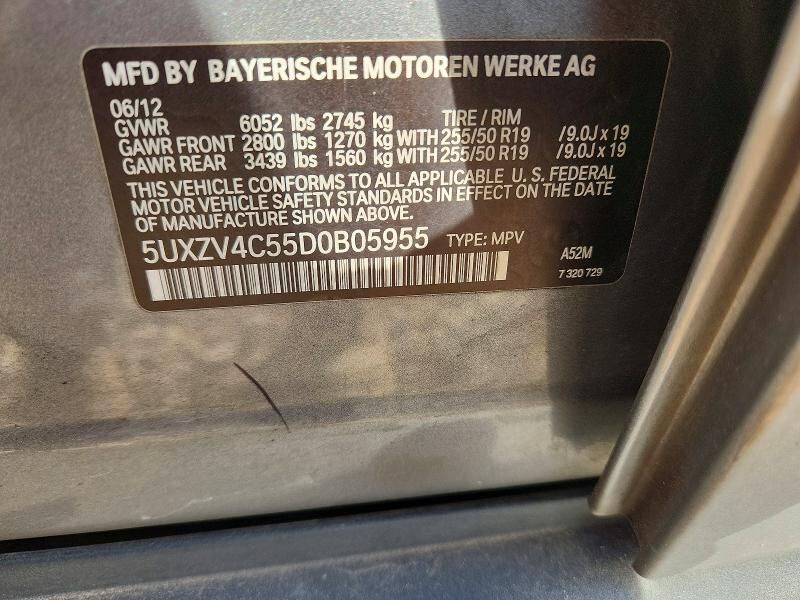 MFD BY BAYERISCHE MOTOREN WERKE AG
06/12 TIRE / RIM
GVWR 6052 lbs 2745 kg
GAWR FRONT 2800 lbs 1270 kg WITH 255/50 R19 /9.0J x 19
GAWR REAR 3439 lbs 1560 kg WITH 255/50 R19 /9.0J x 19
THIS VEHICLE CONFORMS TO ALL APPLICABLE U. S. FEDERAL
MOTOR VEHICLE SAFETY STANDARDS IN EFFECT ON THE DATE
OF MANUFACTURE SHOWN ABOVE.
5UXZV4C55D0B05955 TYPE: MPV
A52M
7 320 729